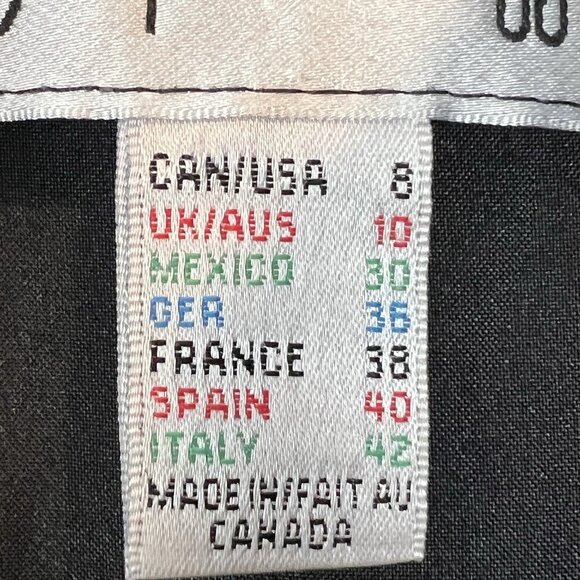 CAN/USA 8
UK/AUS 10
MEXICO 30
GER 36
FRANCE 38
SPAIN 40
ITALY 42
MADE IN/FAIT AU
CANADA